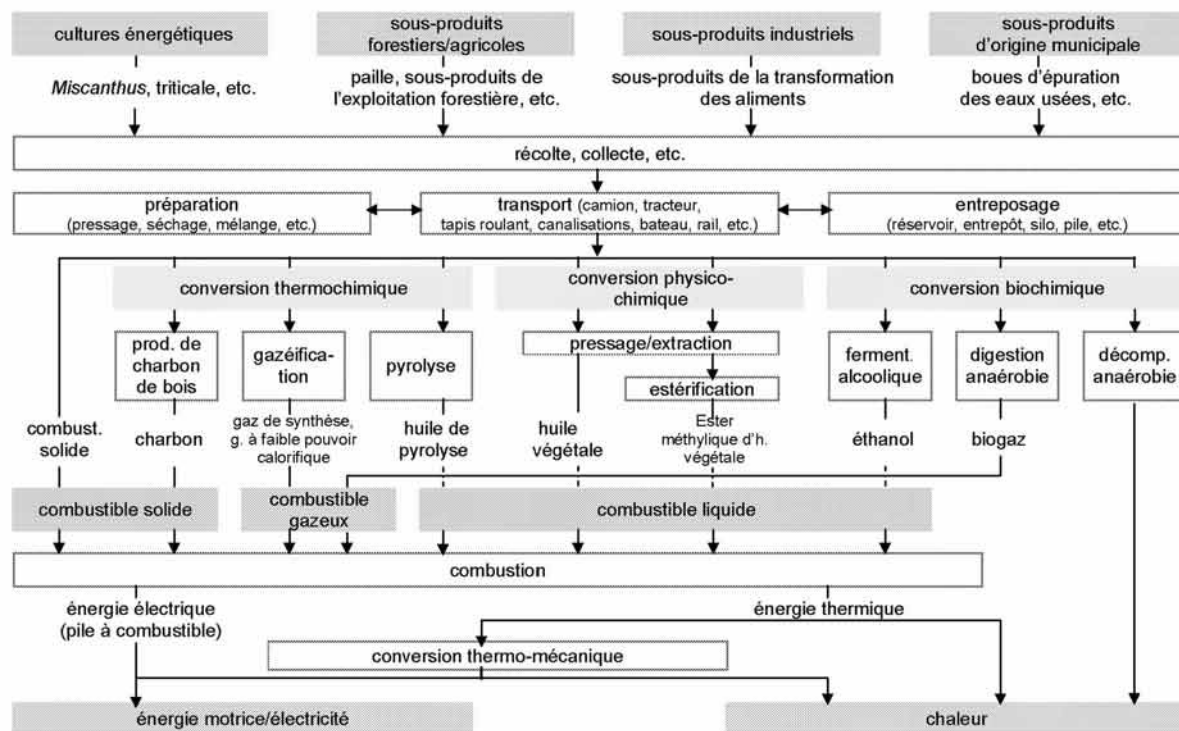 cultures énergétiques
sous-produits
forestiers/agricoles
sous-produits industriels
sous-produits
d'origine municipale
Miscanthus, triticale, etc.
paille, sous-produits de
l'exploitation forestière, etc.
sous-produits de la transformation
des aliments
boues d'épuration
des eaux usées, etc.
récolte, collecte, etc.
préparation
(pressage, séchage, mélange, etc.)
transport (camion, tracteur,
tapis roulant, canalisations, bateau, rail, etc.)
entreposage
(réservoir, entrepôt, silo, pile, etc.)
conversion thermochimique
conversion physico-
chimique
conversion biochimique
prod. de
charbon
de bois
gazéifica-
tion
pyrolyse
pressage/extraction
estérification
ferment.
alcoolique
digestion
anaérobie
décomp.
anaérobie
combust.
solide
charbon
gaz de synthèse,
g. à faible pouvoir
calorifique
huile de
pyrolyse
huile
végétale
Ester
méthylique d'h.
végétale
éthanol
biogaz
combustible solide
combustible
gazeux
combustible liquide
combustion
énergie électrique
(pile à combustible)
énergie thermique
conversion thermo-mécanique
énergie motrice/électricité
chaleur